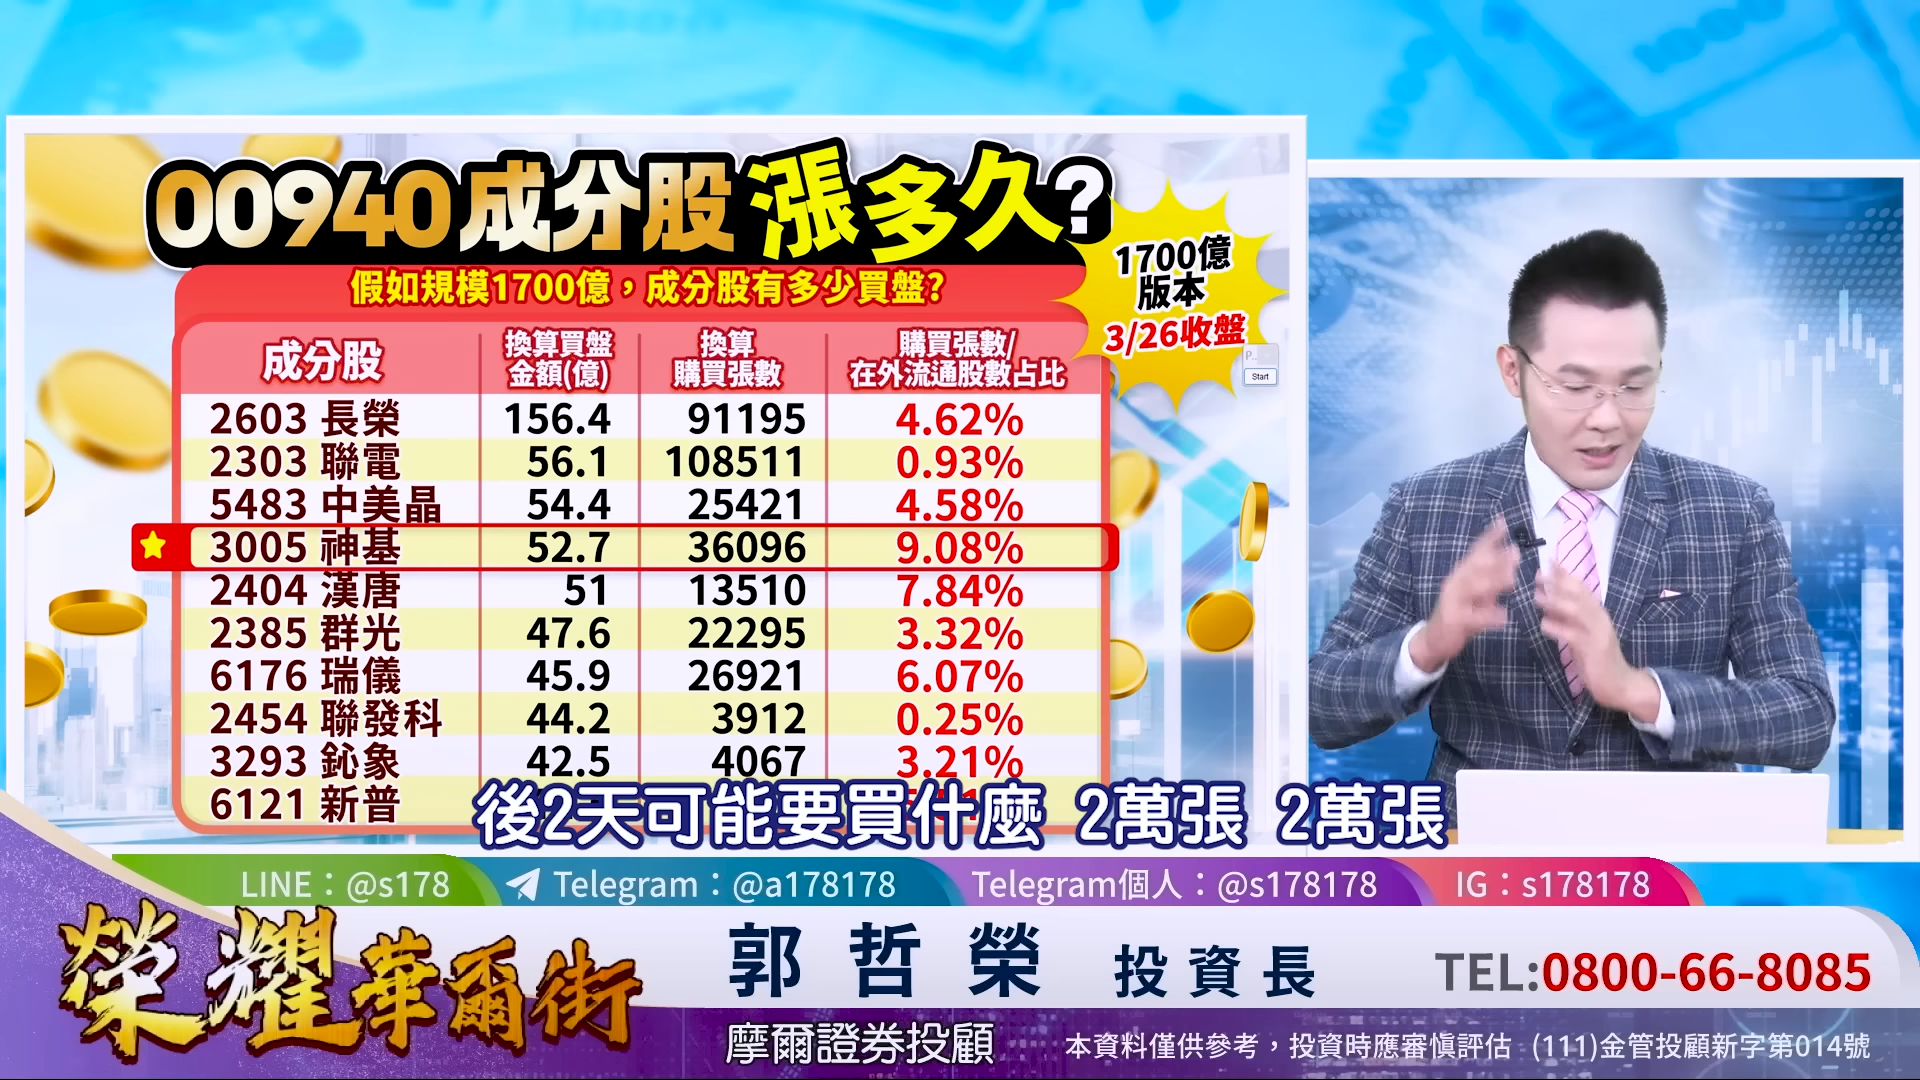 00940成分股漲多久?
假如規模1700億，成分股有多少買盤?
1700億
版本
3/26收盤
P..
Start
成分股 換算買盤金額(億) 換算購買張數 購買張數/在外流通股數占比
2603 長榮 156.4 91195 4.62%
2303 聯電 56.1 108511 0.93%
5483 中美晶 54.4 25421 4.58%
3005 神基 52.7 36096 9.08%
2404 漢唐 51 13510 7.84%
2385 群光 47.6 22295 3.32%
6176 瑞儀 45.9 26921 6.07%
2454 聯發科 44.2 3912 0.25%
3293 鈊象 42.5 4067 3.21%
6121 新普
後2天可能要買什麼 2萬張 2萬張
LINE：@s178 Telegram：@a178178 Telegram個人：@s178178 IG：s178178
榮耀華爾街
郭哲榮 投資長
TEL:0800-66-8085
摩爾證券投顧
本資料僅供參考，投資時應審慎評估 (111)金管投顧新字第014號